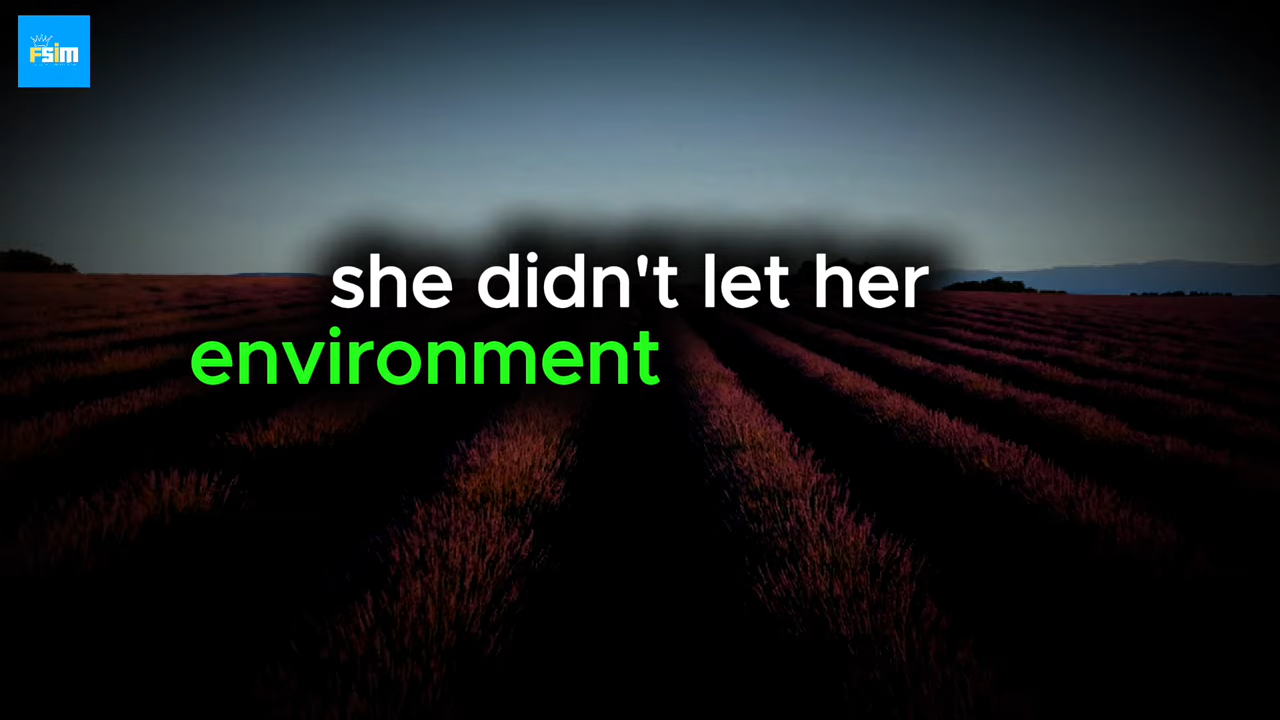 FSim
she didn't let her
environment